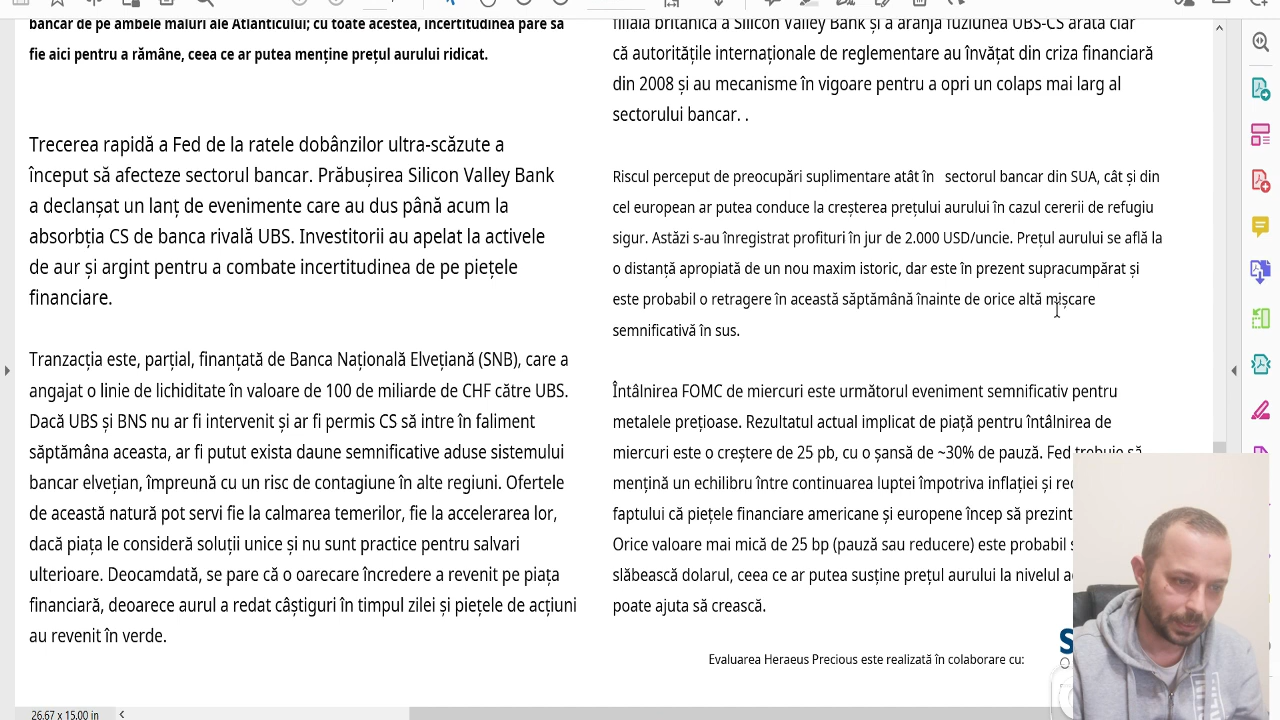 bancar de pe ambele maluri ale Atlanticului; cu toate acestea, incertitudinea pare să
fie aici pentru a rămâne, ceea ce ar putea menține prețul aurului ridicat.
Trecerea rapidă a Fed de la ratele dobânzilor ultra-scăzute a
început să afecteze sectorul bancar. Prăbușirea Silicon Valley Bank
a declanșat un lanț de evenimente care au dus până acum la
absorbția CS de banca rivală UBS. Investitorii au apelat la activele
de aur și argint pentru a combate incertitudinea de pe piețele
financiare.
Tranzacția este, parțial, finanțată de Banca Națională Elvețiană (SNB), care a
angajat o linie de lichiditate în valoare de 100 de miliarde de CHF către UBS.
Dacă UBS și BNS nu ar fi intervenit și ar fi permis CS să intre în faliment
săptămâna aceasta, ar fi putut exista daune semnificative aduse sistemului
bancar elvețian, împreună cu un risc de contagiune în alte regiuni. Ofertele
de această natură pot servi fie la calmarea temerilor, fie la accelerarea lor,
dacă piața le consideră soluții unice și nu sunt practice pentru salvari
ulterioare. Deocamdată, se pare că o oarecare încredere a revenit pe piața
financiară, deoarece aurul a redat câștiguri în timpul zilei și piețele de acțiuni
au revenit în verde.
filiala britanică a Silicon Valley Bank și a aranja fuziunea UBS-CS arată clar
că autoritățile internaționale de reglementare au învățat din criza financiară
din 2008 și au mecanisme în vigoare pentru a opri un colaps mai larg al
sectorului bancar. .
Riscul perceput de preocupări suplimentare atât în sectorul bancar din SUA, cât și din
cel european ar putea conduce la creșterea prețului aurului în cazul cererii de refugiu
sigur. Astăzi s-au înregistrat profituri în jur de 2.000 USD/uncie. Prețul aurului se află la
o distanță apropiată de un nou maxim istoric, dar este în prezent supracumpărat și
este probabil o retragere în această săptămână înainte de orice altă mișcare
semnificativă în sus.
Întâlnirea FOMC de miercuri este următorul eveniment semnificativ pentru
metalele prețioase. Rezultatul actual implicat de piață pentru întâlnirea de
miercuri este o creștere de 25 pb, cu o șansă de ~30% de pauză. Fed trebuie să
mențină un echilibru între continuarea luptei împotriva inflației și
faptului că piețele financiare americane și europene încep să
Orice valoare mai mică de 25 bp (pauză sau reducere) este probabil
slăbească dolarul, ceea ce ar putea susține prețul aurului la nivelul
poate ajuta să crească.
Evaluarea Heraeus Precious este realizată în colaborare cu:
26.67 x 15.00 in